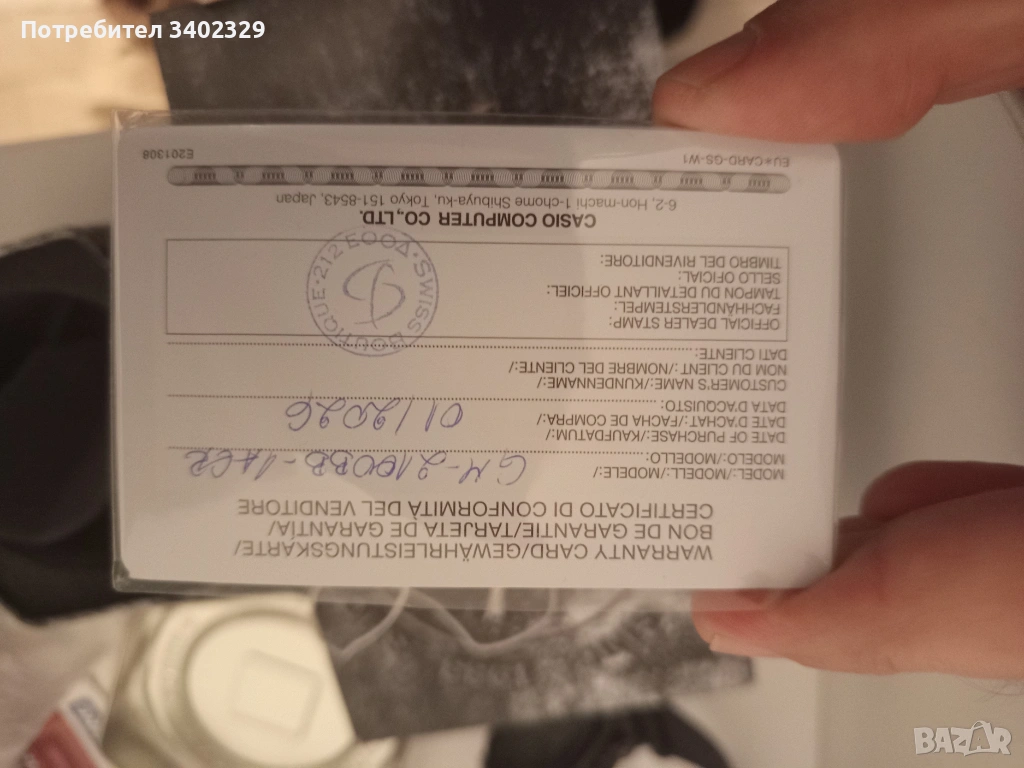 Потребител 3402329
WARRANTY CARD/GEWÄHRLEISTUNGSKARTE/
BON DE GARANTIE/TARJETA DE GARANTÍA/
CERTIFICATO DI CONFORMITÀ DEL VENDITORE
MODEL:/MODELL:/MODELE/
MODELO:/MODELLO: GM-2100BB-1AER
DATE OF PURCHASE:/KAUFDATUM:/
DATE D'ACHAT:/FACHA DE COMPRA:/ 01/2026
DATA D'ACQUISTO:
CUSTOMER'S NAME:/KUNDENNAME:/
NOM DU CLIENT:/NOMBRE DEL CLIENTE:/
DATI CLIENTE:
OFFICIAL DEALER STAMP:
FACHHÄNDLERSTEMPEL:
TAMPON DU DETAILLANT OFFICIEL:
SELLO OFICIAL:
TIMBRO DEL RIVENDITORE:
SWISS BOUTIQUE·212 ЕООД·
CASIO COMPUTER CO.,LTD.
6-2, Hon-machi 1-chome Shibuya-ku, Tokyo 151-8543, Japan
EU*CARD-GS-W1 E201308
BAZAR